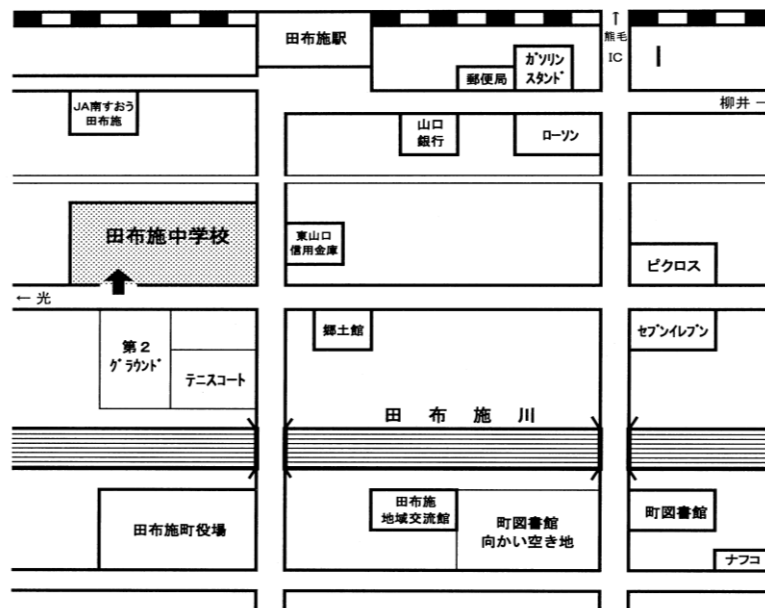 田布施駅
↑
熊毛
IC
ガソリン
スタンド
郵便局
柳井→
JA南すおう
田布施
山口
銀行
ローソン
田布施中学校
東山口
信用金庫
ピクロス
← 光
第２
グラウンド
テニスコート
郷土館
セブンイレブン
田布施川
田布施町役場
田布施
地域交流館
町図書館
向かい空き地
町図書館
ナフコ